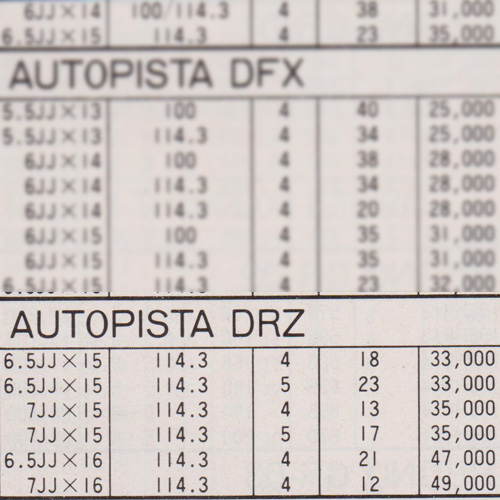 6JJ×14 100/114.3 4 38 31,000
6.5JJ×15 114.3 4 23 35,000
AUTOPISTA DFX
5.5JJ×13 100 4 40 25,000
5.5JJ×13 114.3 4 34 25,000
6JJ×14 100 4 38 28,000
6JJ×14 114.3 4 34 28,000
6JJ×14 114.3 4 20 28,000
6JJ×15 100 4 35 31,000
6JJ×15 114.3 4 35 31,000
6.5JJ×15 114.3 4 23 32,000
AUTOPISTA DRZ
6.5JJ×15 114.3 4 18 33,000
6.5JJ×15 114.3 5 23 33,000
7JJ×15 114.3 4 13 35,000
7JJ×15 114.3 5 17 35,000
6.5JJ×16 114.3 4 21 47,000
7JJ×16 114.3 4 12 49,000